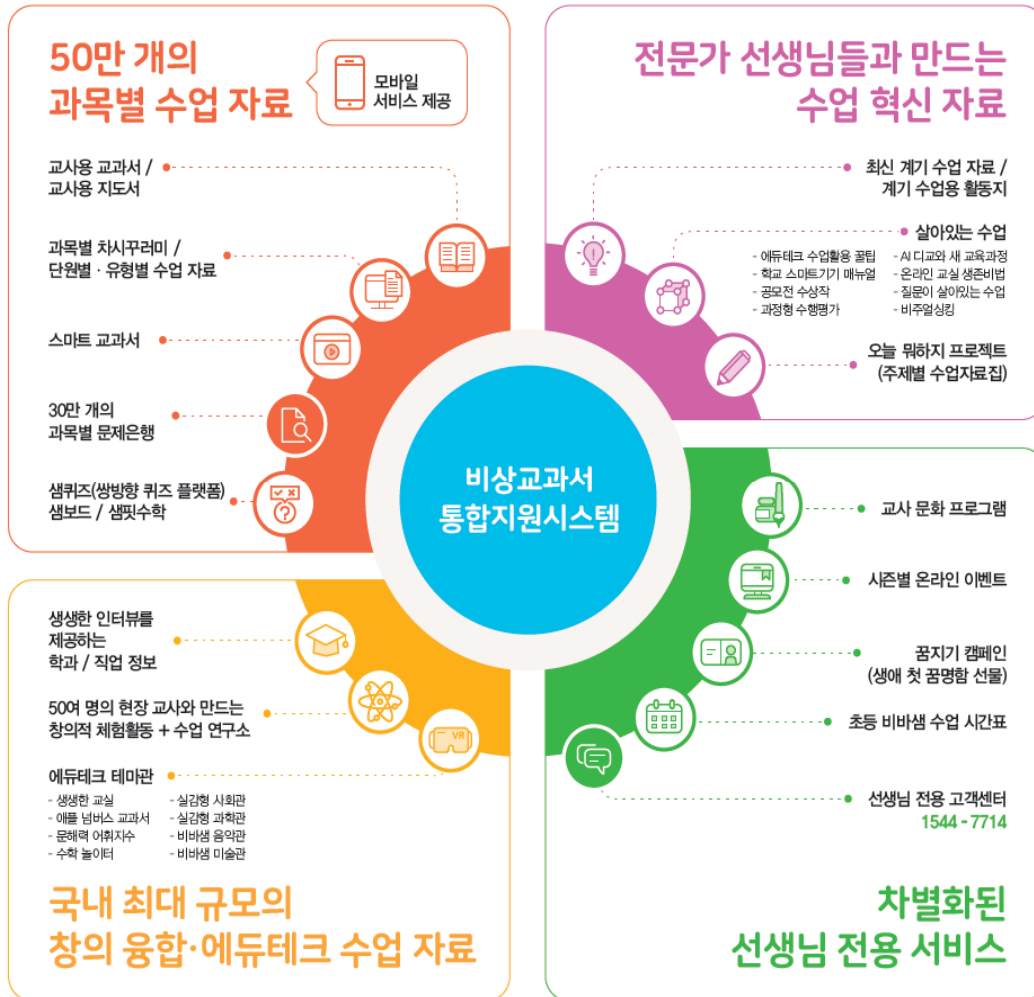 50만 개의
과목별 수업 자료
모바일
서비스 제공
교사용 교과서 /
교사용 지도서
과목별 차시꾸러미 /
단원별 · 유형별 수업 자료
스마트 교과서
30만 개의
과목별 문제은행
샘퀴즈(쌍방향 퀴즈 플랫폼)
샘보드 / 샘핏수학
전문가 선생님들과 만드는
수업 혁신 자료
최신 계기 수업 자료 /
계기 수업용 활동지
살아있는 수업
- 에듀테크 수업활용 꿀팁
- 학교 스마트기기 매뉴얼
- 공모전 수상작
- 과정형 수행평가
- AI 디교와 새 교육과정
- 온라인 교실 생존비법
- 질문이 살아있는 수업
- 비주얼싱킹
오늘 뭐하지 프로젝트
(주제별 수업자료집)
비상교과서
통합지원시스템
생생한 인터뷰를
제공하는
학과 / 직업 정보
50여 명의 현장 교사와 만드는
창의적 체험활동 + 수업 연구소
VR
에듀테크 테마관
- 생생한 교실
- 애플 넘버스 교과서
- 문해력 어휘지수
- 수학 놀이터
- 실감형 사회관
- 실감형 과학관
- 비바샘 음악관
- 비바샘 미술관
국내 최대 규모의
창의 융합·에듀테크 수업 자료
교사 문화 프로그램
시즌별 온라인 이벤트
꿈지기 캠페인
(생애 첫 꿈명함 선물)
초등 비바샘 수업 시간표
선생님 전용 고객센터
1544 - 7714
차별화된
선생님 전용 서비스